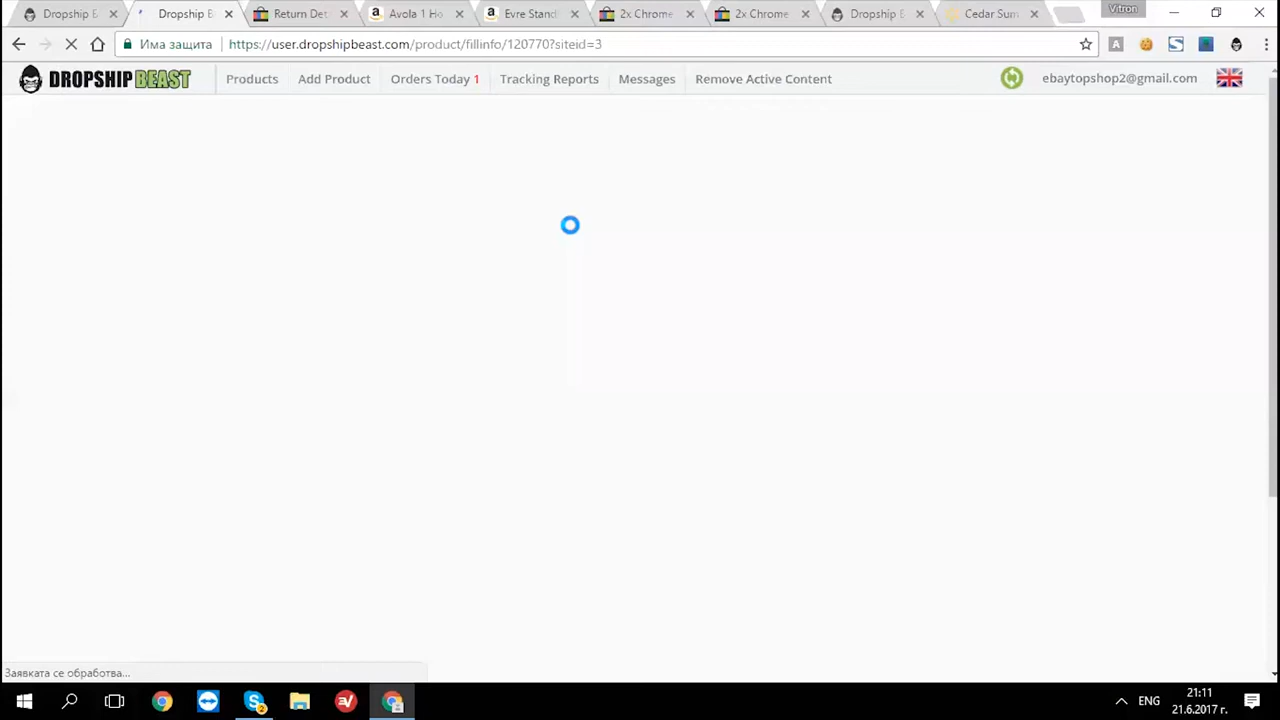 Dropship B
Dropship B
Return Det
Avola 1 Ho
Evre Stand
2x Chrome
2x Chrome
Dropship B
Cedar Sum
Vitron
Има защита
https://user.dropshipbeast.com/product/fillinfo/120770?siteid=3
DROPSHIPBEAST
Products
Add Product
Orders Today 1
Tracking Reports
Messages
Remove Active Content
ebaytopshop2@gmail.com
Заявката се обработва...
ENG
21:11
21.6.2017 г.